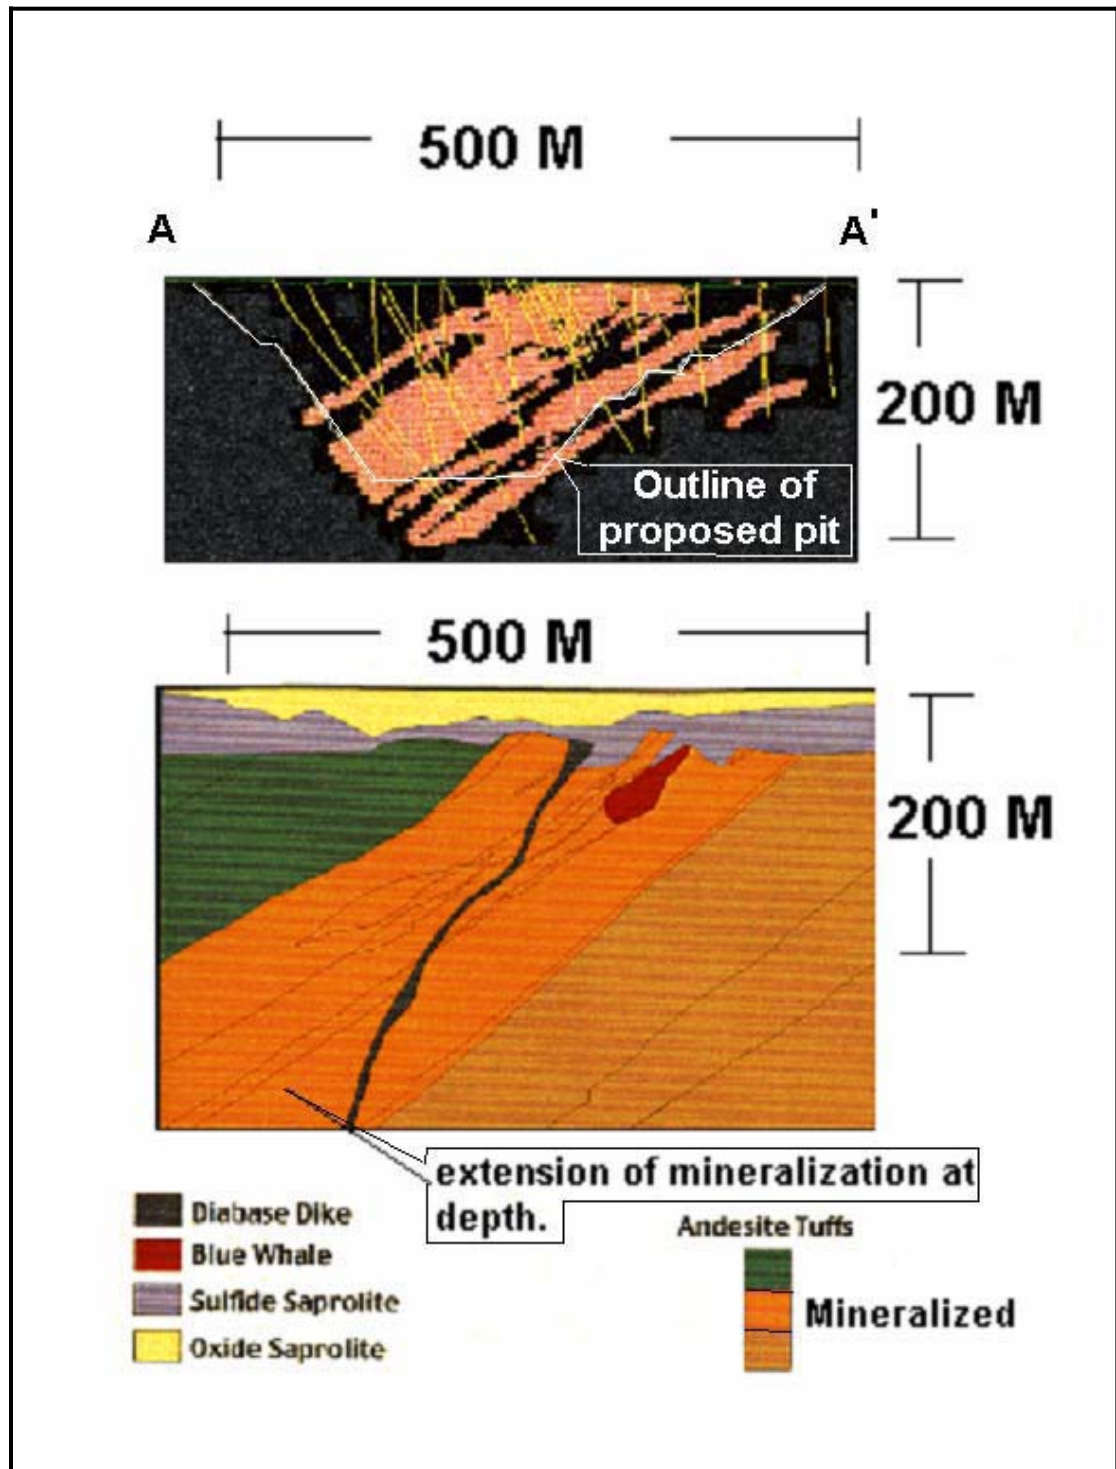 500 M
A A'
200 M
Outline of
proposed pit
500 M
200 M
extension of mineralization at
depth.
Diabase Dike
Blue Whale
Sulfide Saprolite
Oxide Saprolite
Andesite Tuffs
Mineralized